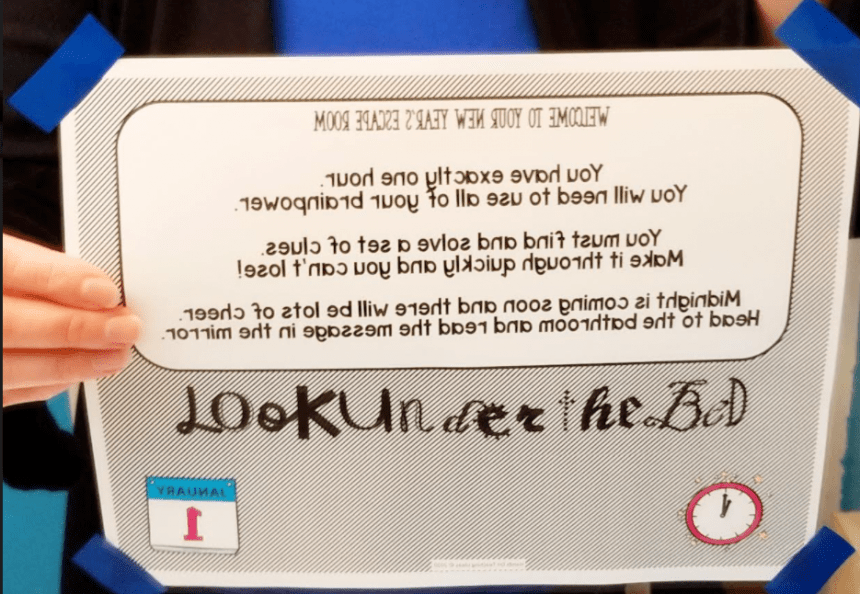 WELCOME TO YOUR NEW YEAR'S ESCAPE ROOM
You have exactly one hour.
You will need to use all of your brainpower.
You must find and solve a set of clues.
Make it through quickly and you can't lose!
Midnight is coming soon and there will be lots of cheer.
Head to the bathroom and read the message in the mirror.
LOokUnder the BeD
JANUARY
1